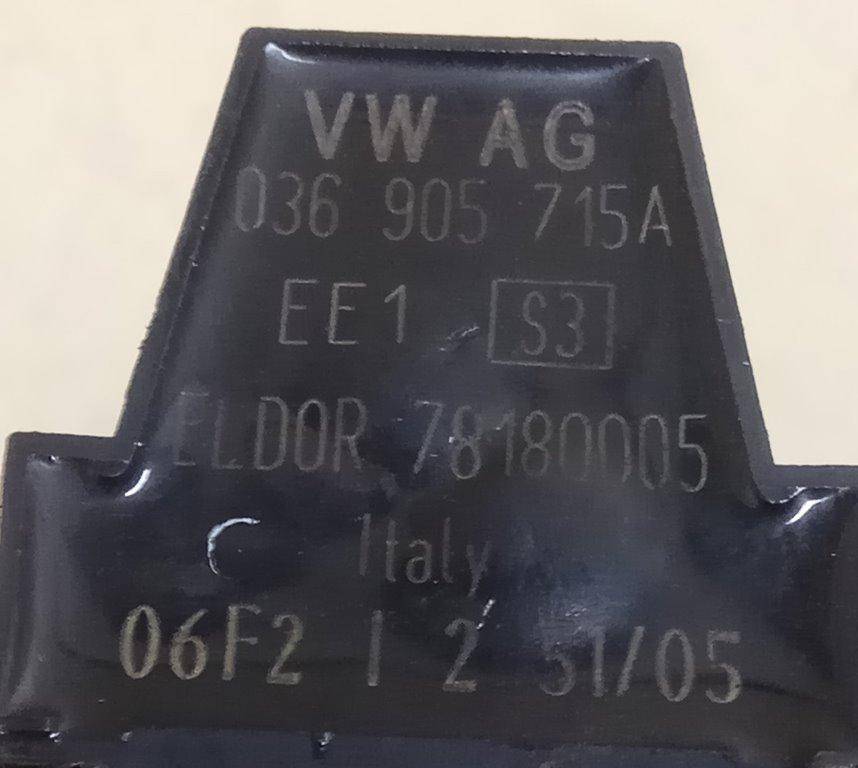 VW AG
036 905 715A
EE1 S3
ELDOR 78180005
C Italy
06F2 I 2 31/05